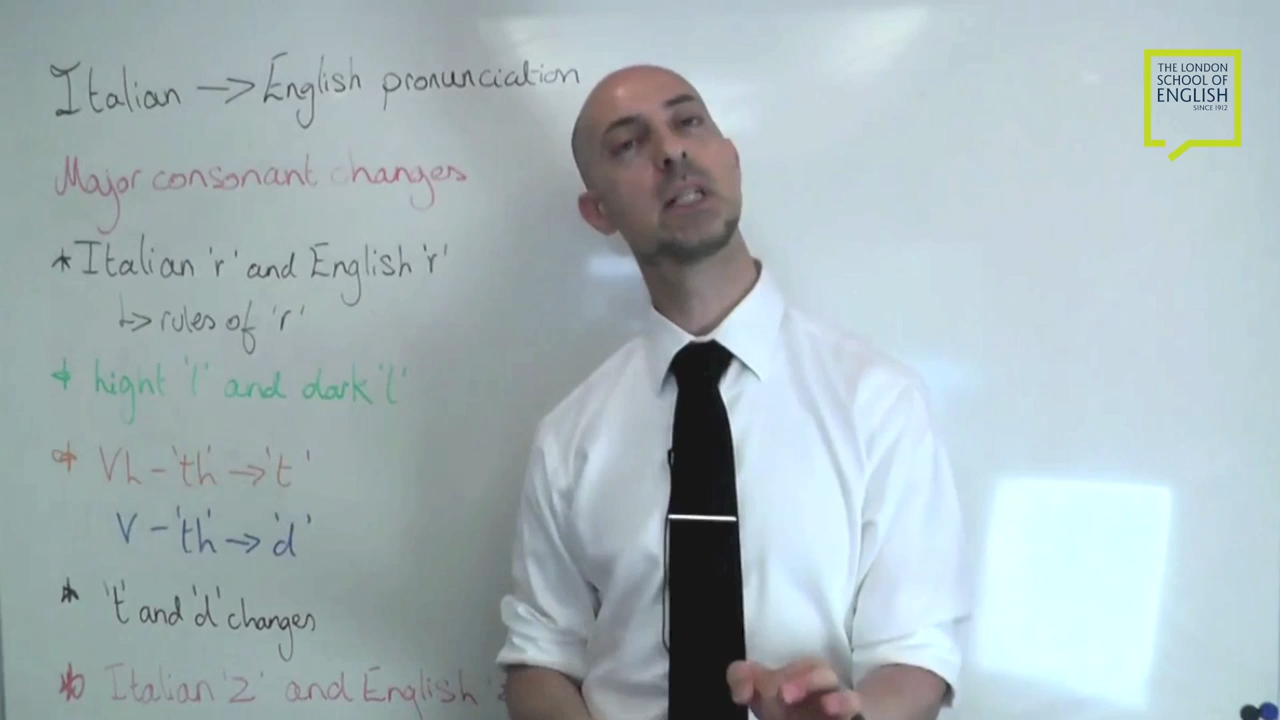 Italian → English pronunciation
Major consonant changes
* Italian 'r' and English 'r'
↳ rules of 'r'
* light 'l' and dark 'l'
* Vh - 'th' → 't'
V - 'th' → 'd'
* 't' and 'd' changes
* Italian 'z' and English
THE LONDON
SCHOOL OF
ENGLISH
SINCE 1912